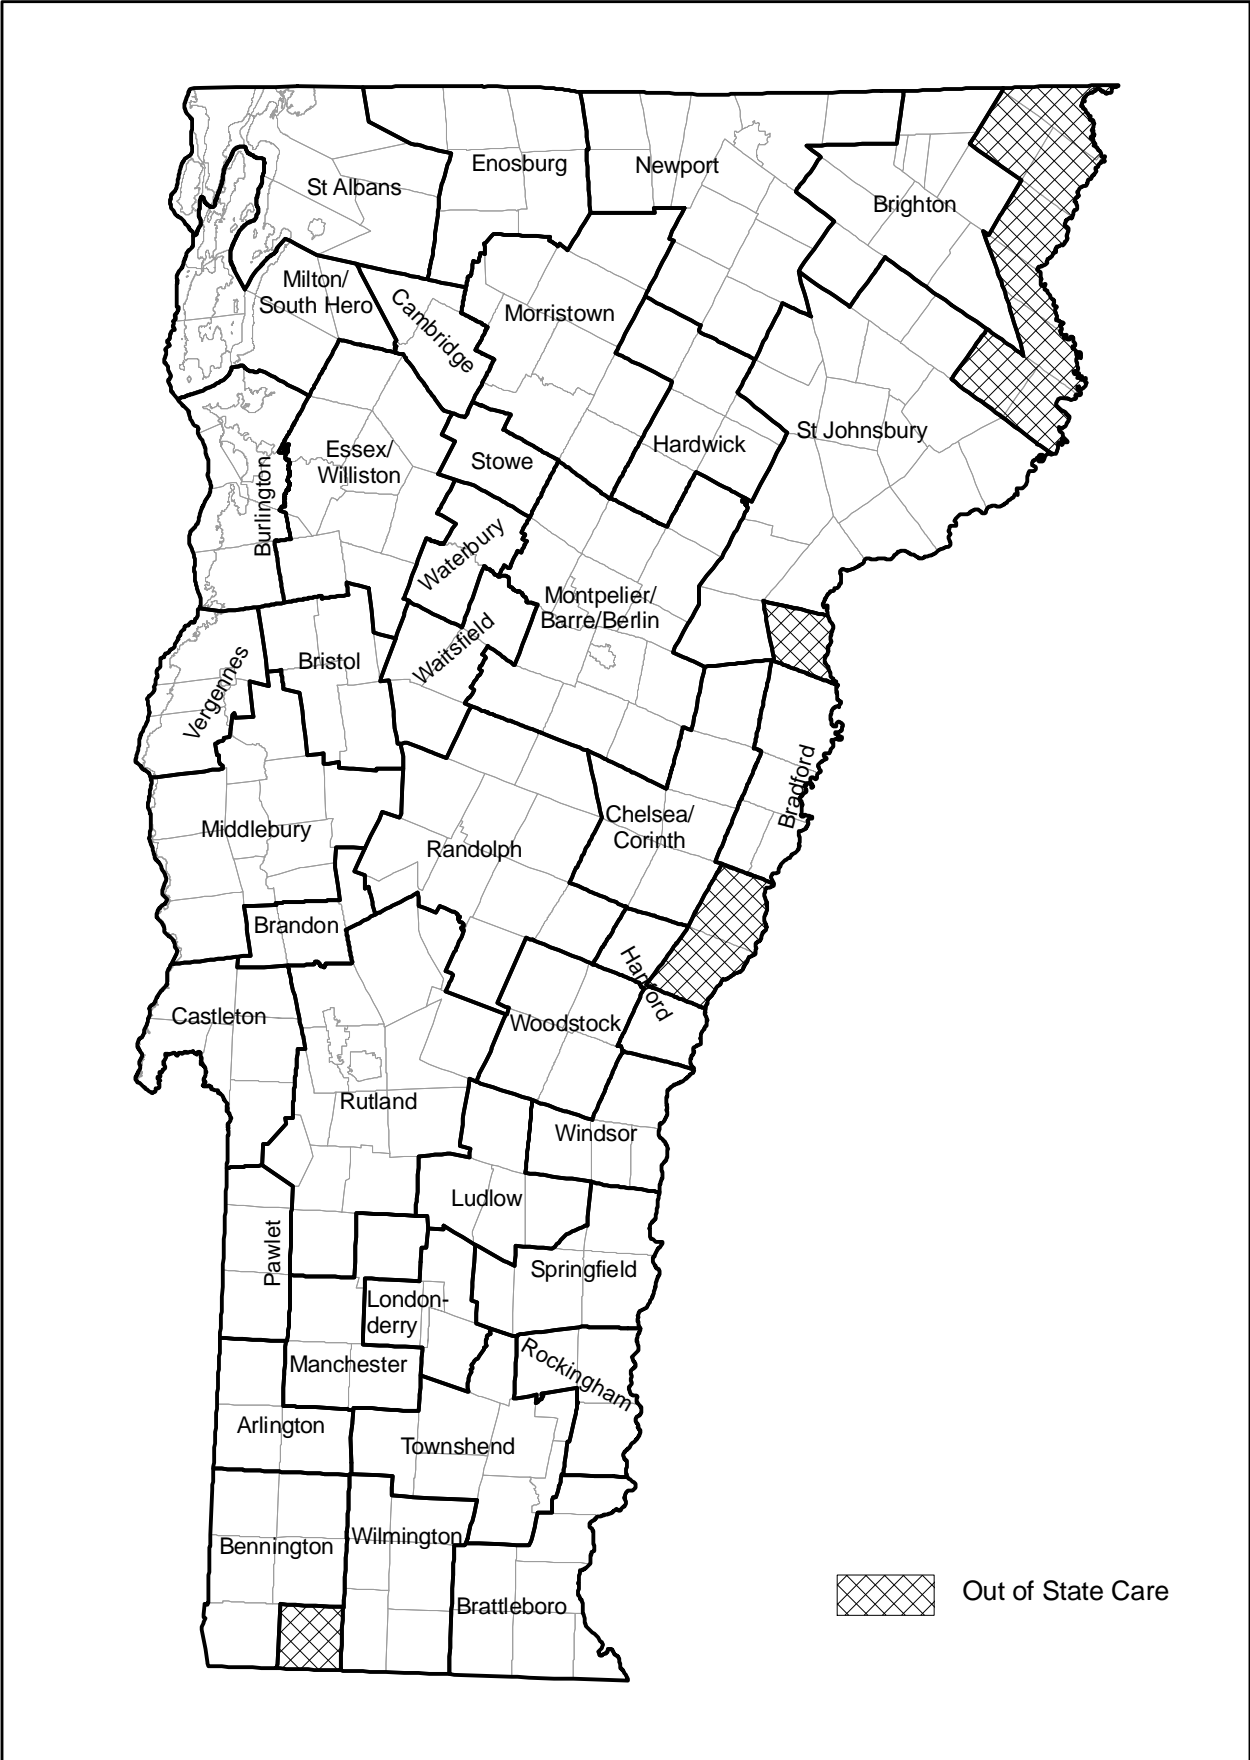 Enosburg
Newport
St Albans
Brighton
Milton/
South Hero
Cambridge
Morristown
St Johnsbury
Hardwick
Essex/
Williston
Stowe
Burlington
Waterbury
Montpelier/
Barre/Berlin
Waitsfield
Bristol
Vergennes
Bradford
Chelsea/
Corinth
Middlebury
Randolph
Brandon
Hartford
Castleton
Woodstock
Rutland
Windsor
Ludlow
Pawlet
Springfield
London-
derry
Manchester
Rockingham
Arlington
Townshend
Wilmington
Bennington
Brattleboro
Out of State Care